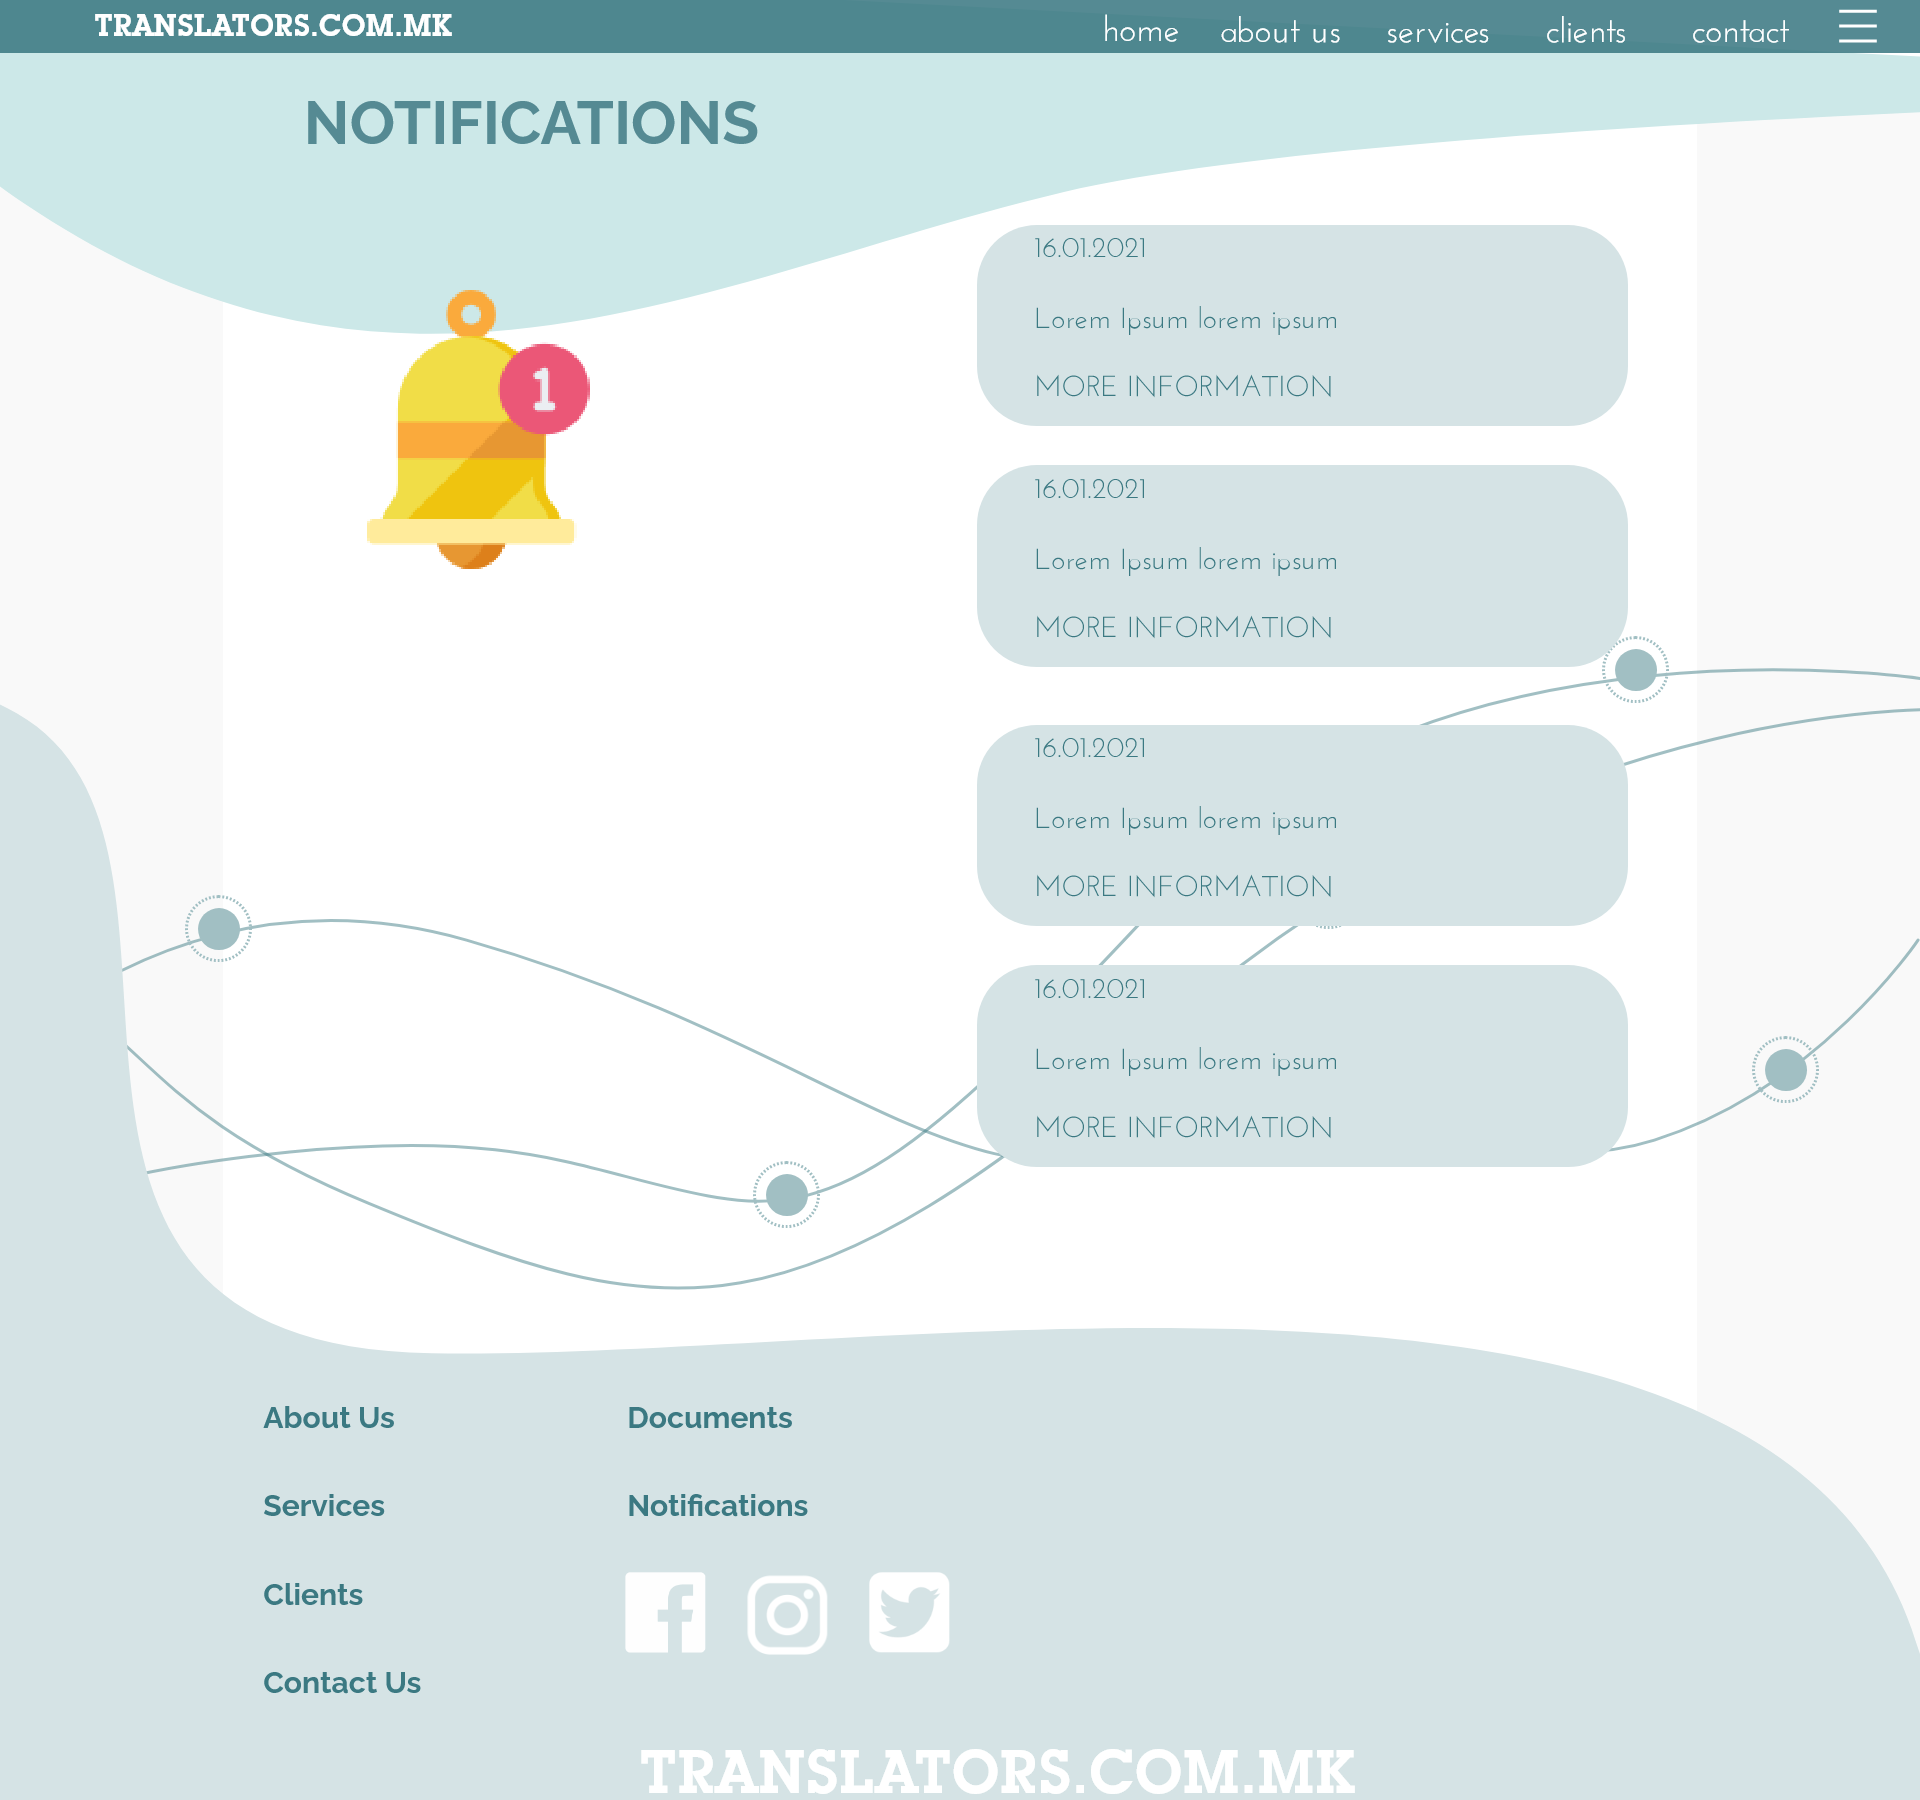 TRANSLATORS.COM.MK
home about us services clients contact
NOTIFICATIONS
1
16.01.2021
Lorem Ipsum lorem ipsum
MORE INFORMATION
16.01.2021
Lorem Ipsum lorem ipsum
MORE INFORMATION
16.01.2021
Lorem Ipsum lorem ipsum
MORE INFORMATION
16.01.2021
Lorem Ipsum lorem ipsum
MORE INFORMATION
About Us
Services
Clients
Contact Us
Documents
Notifications
TRANSLATORS.COM.MK